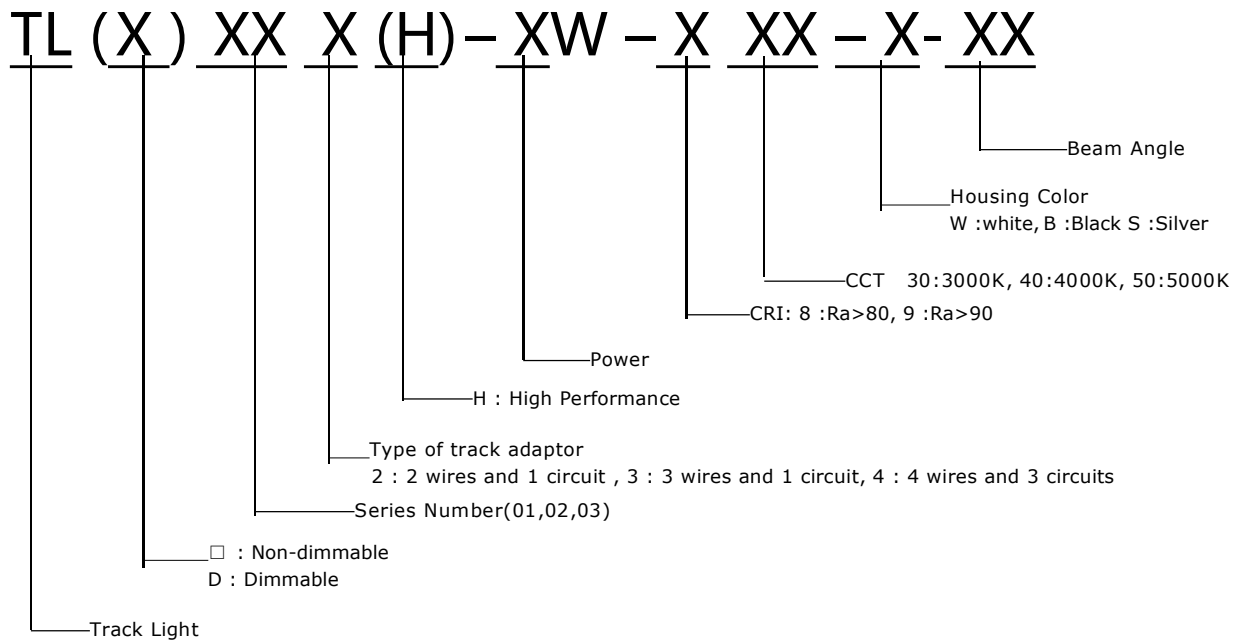 TL (X) XX X (H) – XW – X XX – X- XX
Beam Angle
Housing Color
W :white, B :Black S :Silver
CCT 30:3000K, 40:4000K, 50:5000K
CRI: 8 :Ra>80, 9 :Ra>90
Power
H : High Performance
Type of track adaptor
2 : 2 wires and 1 circuit , 3 : 3 wires and 1 circuit, 4 : 4 wires and 3 circuits
Series Number(01,02,03)
□ : Non-dimmable
D : Dimmable
Track Light